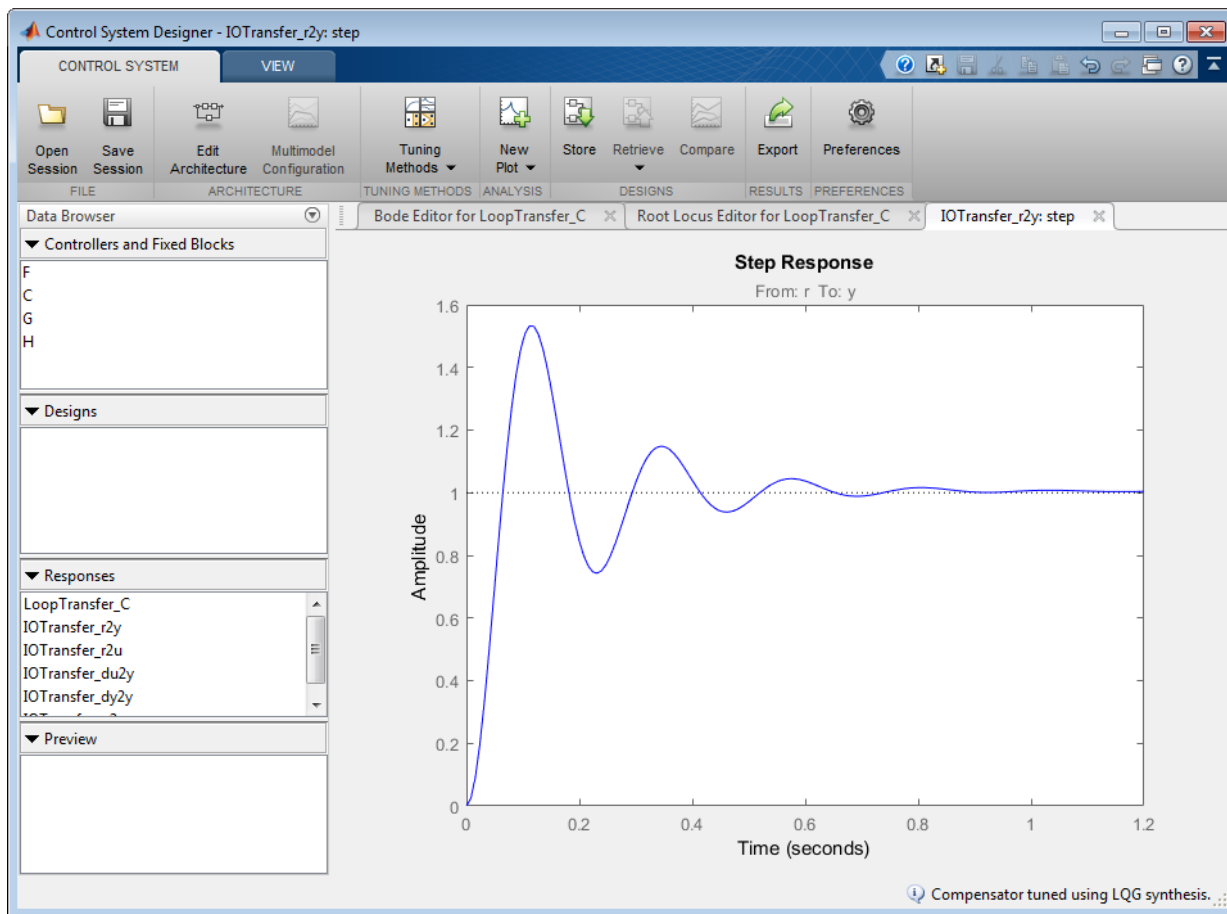 Control System Designer - IOTransfer_r2y: step
CONTROL SYSTEM
VIEW
Open Session
Save Session
Edit Architecture
Multimodel Configuration
Tuning Methods
New Plot
Store
Retrieve
Compare
Export
Preferences
FILE
ARCHITECTURE
TUNING METHODS
ANALYSIS
DESIGNS
RESULTS
PREFERENCES
Data Browser
Controllers and Fixed Blocks
F
C
G
H
Designs
Responses
LoopTransfer_C
IOTransfer_r2y
IOTransfer_r2u
IOTransfer_du2y
IOTransfer_dy2y
Preview
Bode Editor for LoopTransfer_C
Root Locus Editor for LoopTransfer_C
IOTransfer_r2y: step
Step Response
From: r To: y
Amplitude
1.6
1.4
1.2
1
0.8
0.6
0.4
0.2
0
0
0.2
0.4
0.6
0.8
1
1.2
Time (seconds)
Compensator tuned using LQG synthesis.